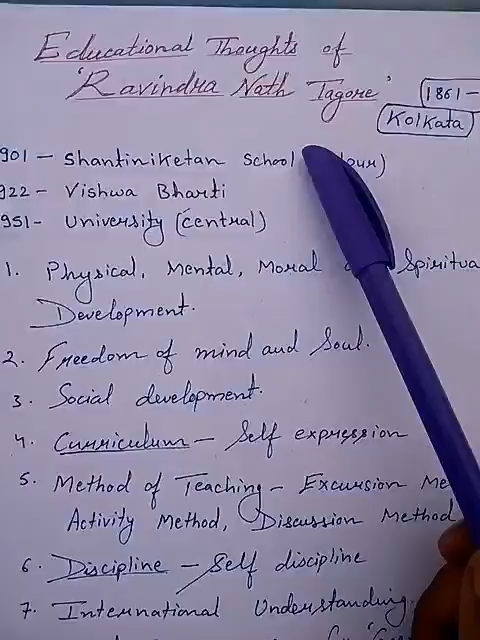 Educational Thoughts of
'Ravindra Nath Tagore'
1861-
Kolkata
901 - Shantiniketan School
922 - Vishwa Bharti
951 - University (central)
1. Physical, Mental, Moral Spiritua
Development.
2. Freedom of mind and Soul.
3. Social development.
4. Curriculum - Self expression
5. Method of Teaching - Excursion Me
Activity Method, Discussion Method
6. Discipline - Self discipline
7. International Understanding.